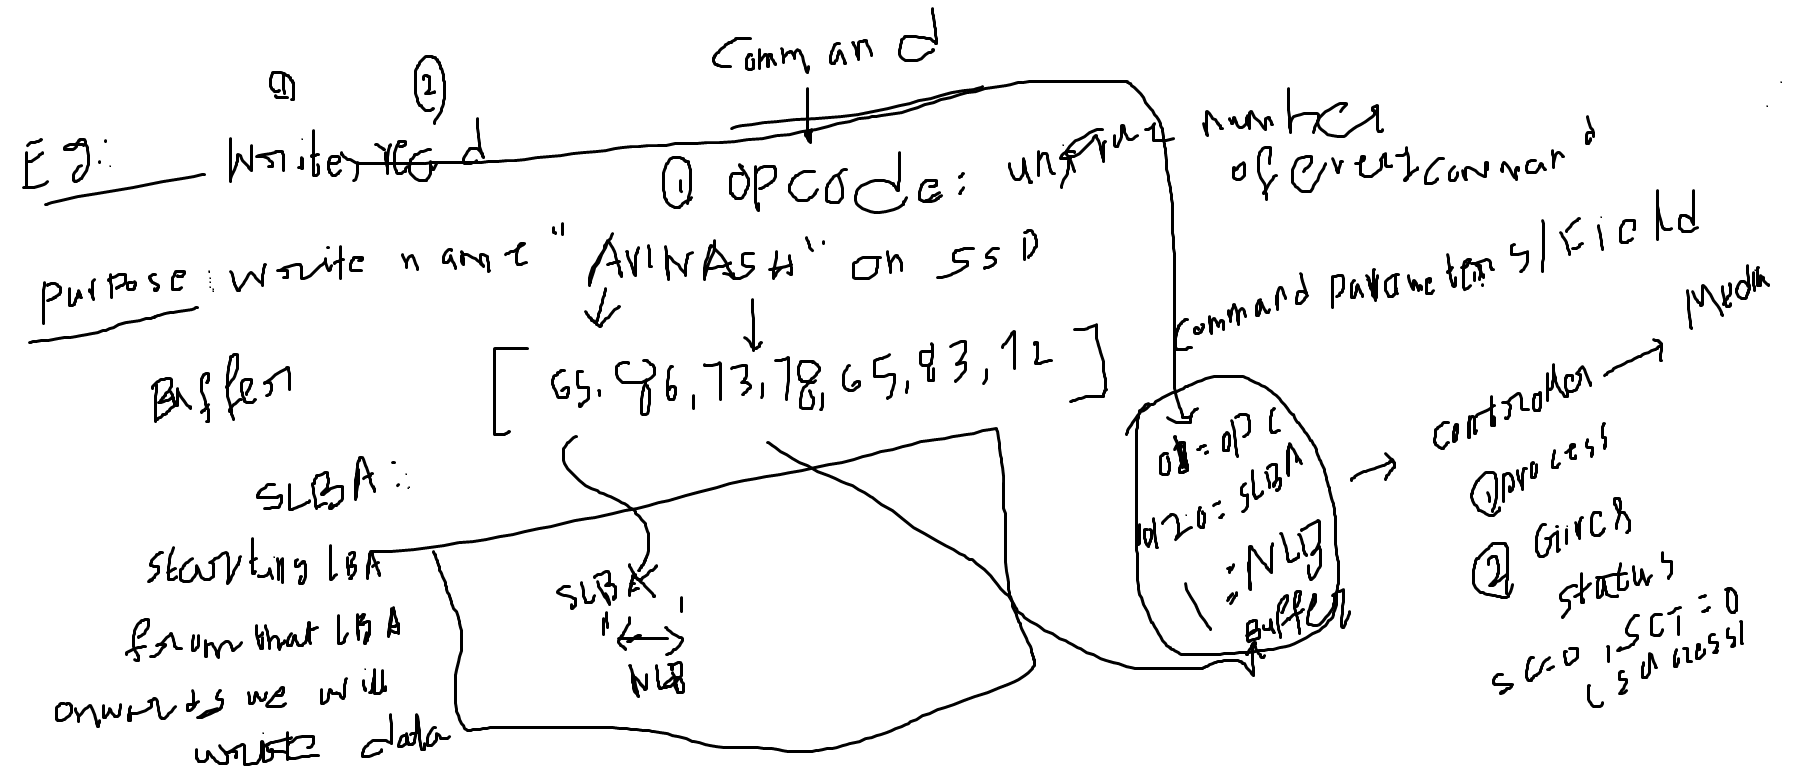 Command
① ②
Eg: Write, read
① OPCode: unique number
of every command
Purpose: Write name "AVINASH" on SSD
Command Parameters/Field
Buffer [65, 86, 73, 78, 65, 83, 72]
SLBA:
Starting LBA
from that LBA
onwards we will
write data
SLBA
NLB
01 = OPC
= SLBA
= NLB
Buffer
Controller → Media
① process
② Gives
status
SC=0, SCT=0